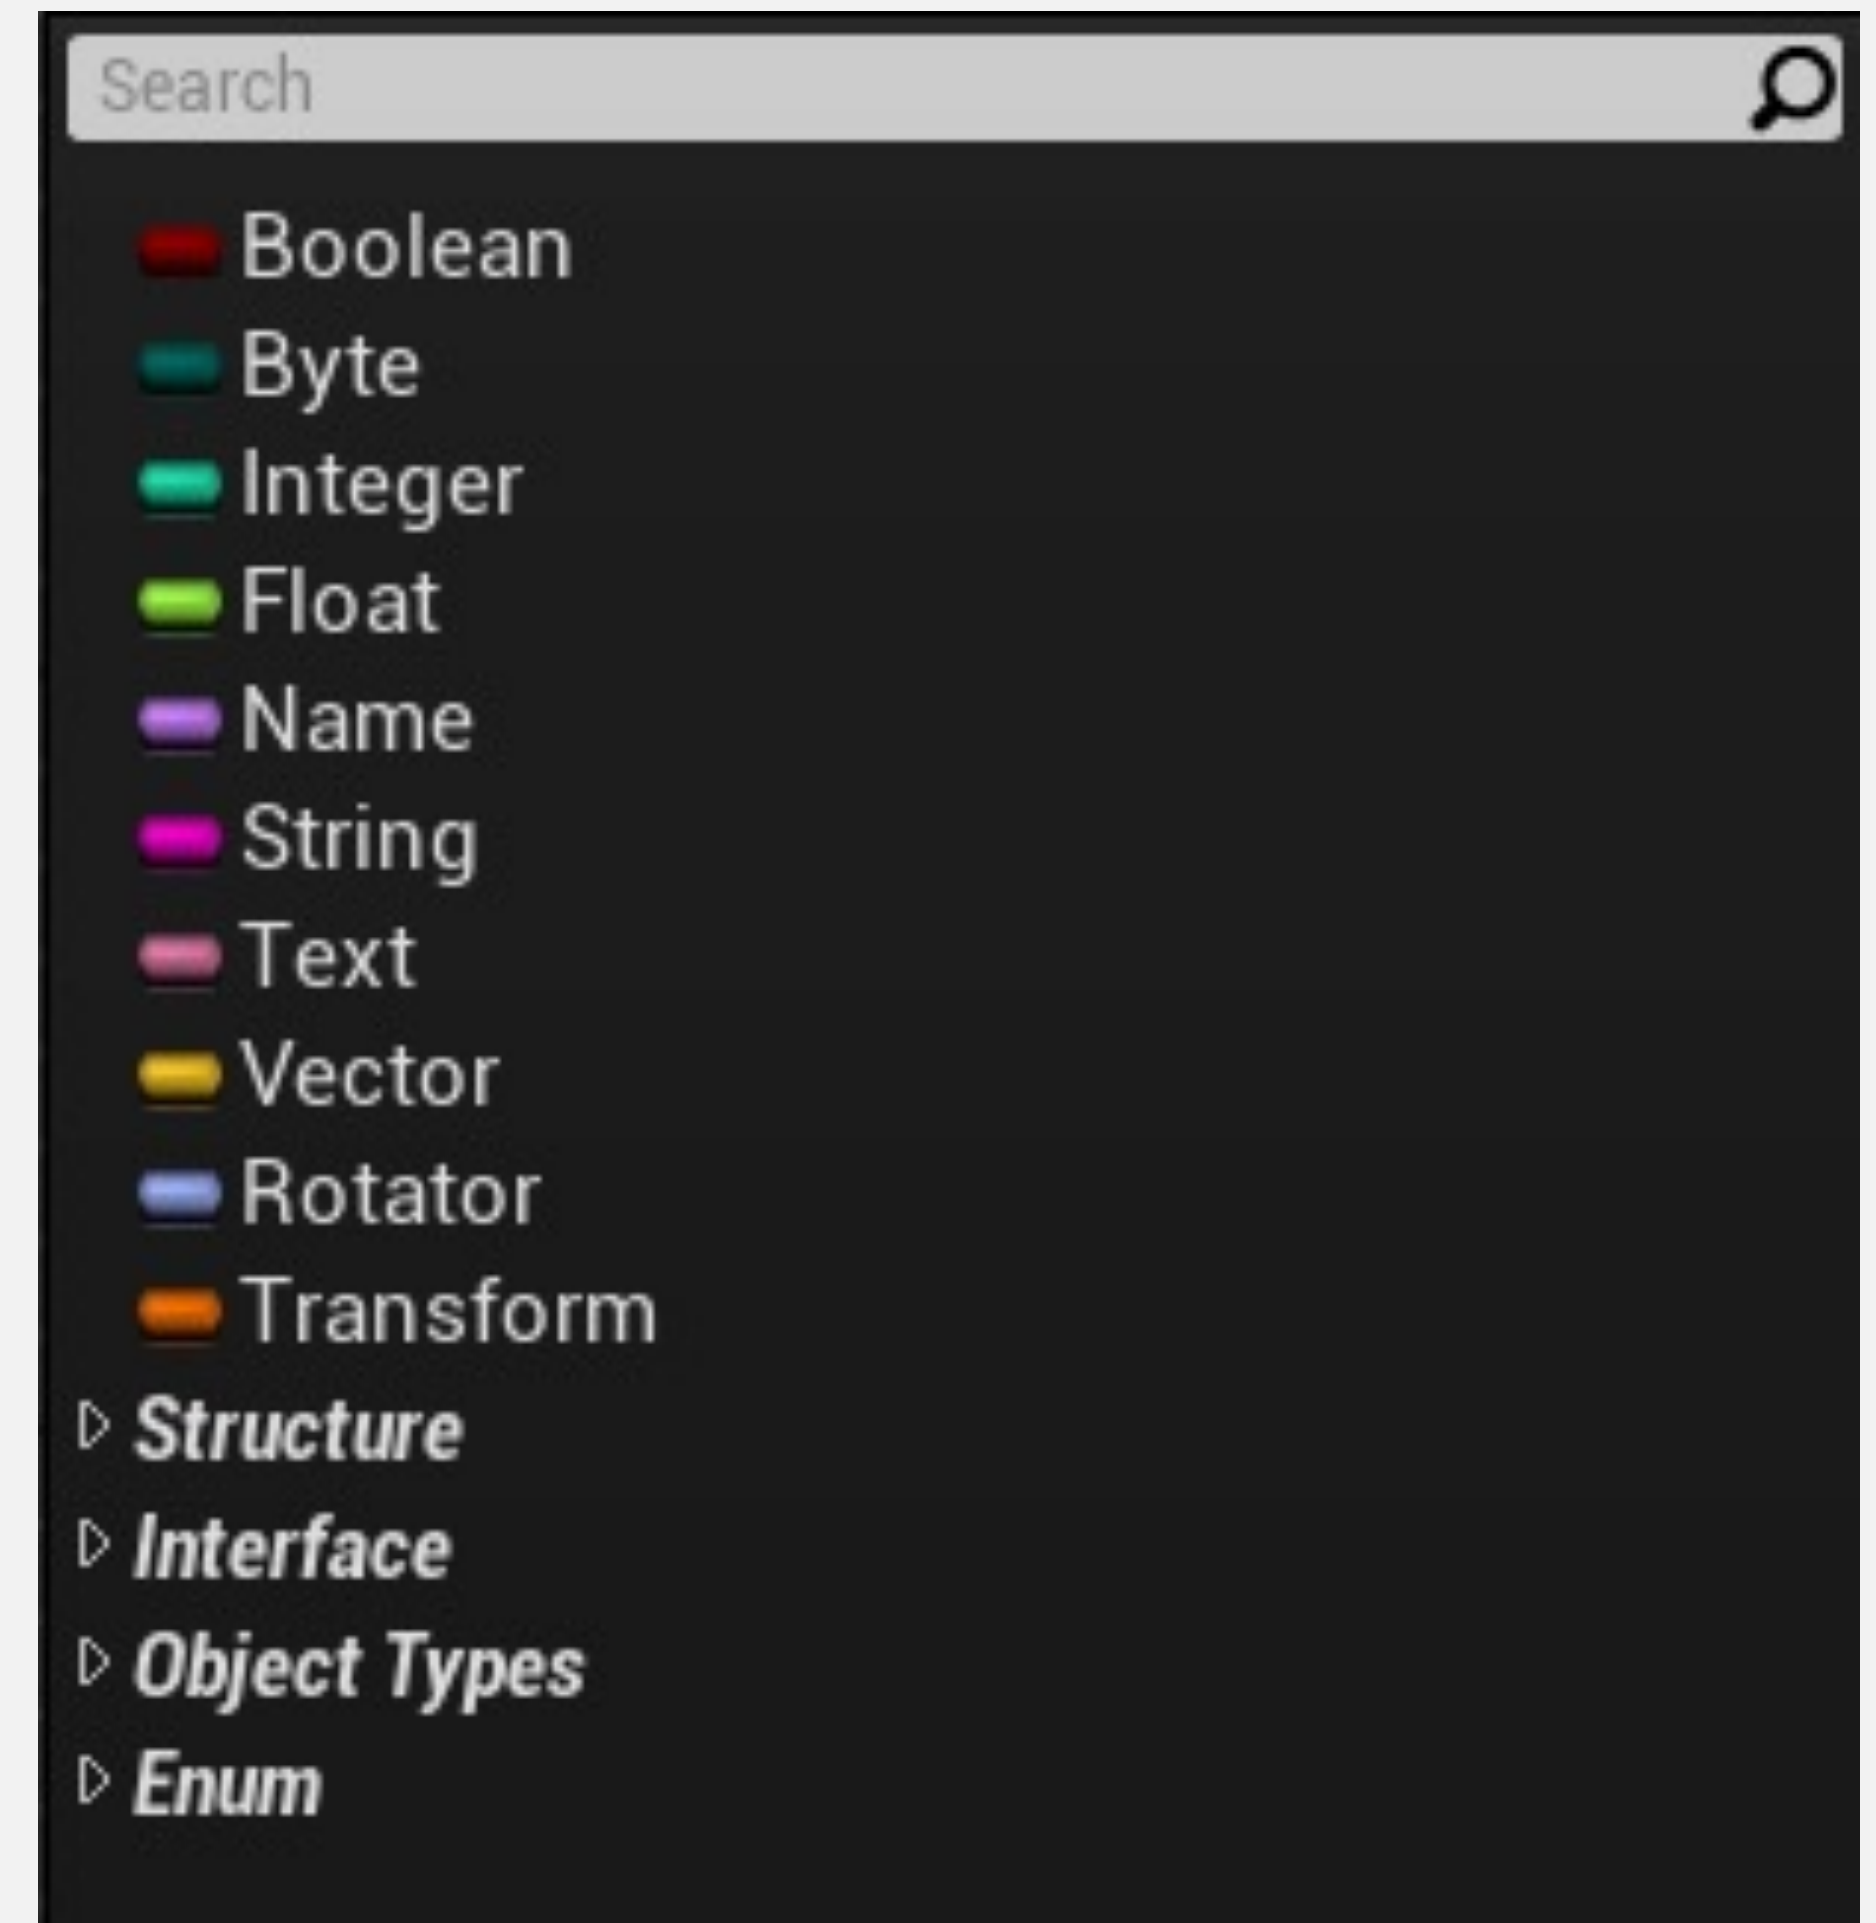 Search
Boolean
Byte
Integer
Float
Name
String
Text
Vector
Rotator
Transform
Structure
Interface
Object Types
Enum